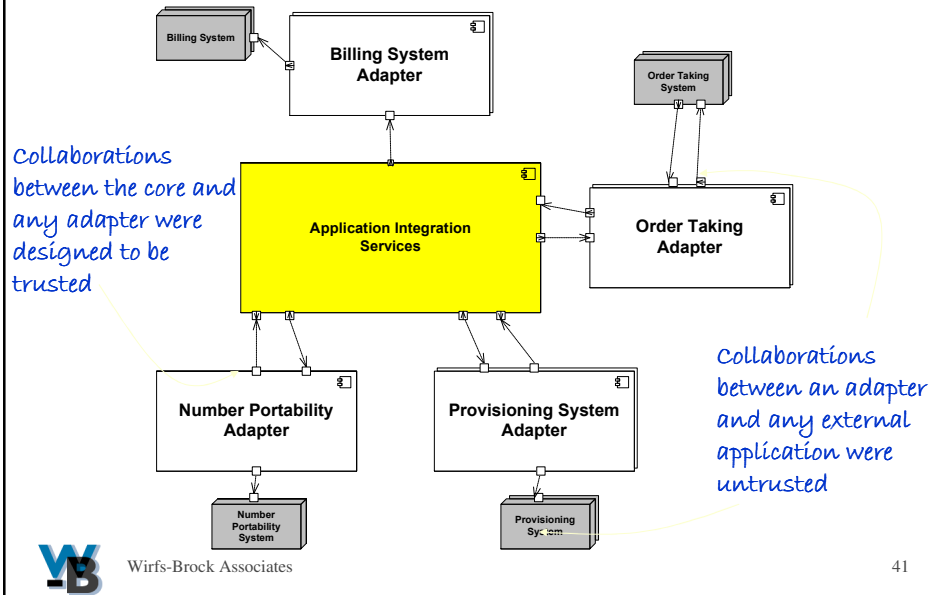 Billing System
Billing System
Adapter
Order Taking
System
Collaborations
between the core and
any adapter were
designed to be
trusted
Application Integration
Services
Order Taking
Adapter
Number Portability
Adapter
Provisioning System
Adapter
Collaborations
between an adapter
and any external
application were
untrusted
Number
Portability
System
Provisioning
System
WB
Wirfs-Brock Associates
41